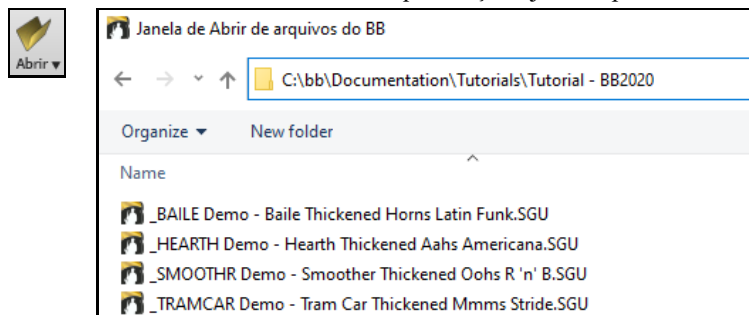 Abrir
Janela de Abrir de arquivos do BB
C:\bb\Documentation\Tutorials\Tutorial - BB2020
Organize New folder
Name
_BAILE Demo - Baile Thickened Horns Latin Funk.SGU
_HEARTH Demo - Hearth Thickened Aahs Americana.SGU
_SMOOTHR Demo - Smoother Thickened Oohs R 'n' B.SGU
_TRAMCAR Demo - Tram Car Thickened Mmms Stride.SGU